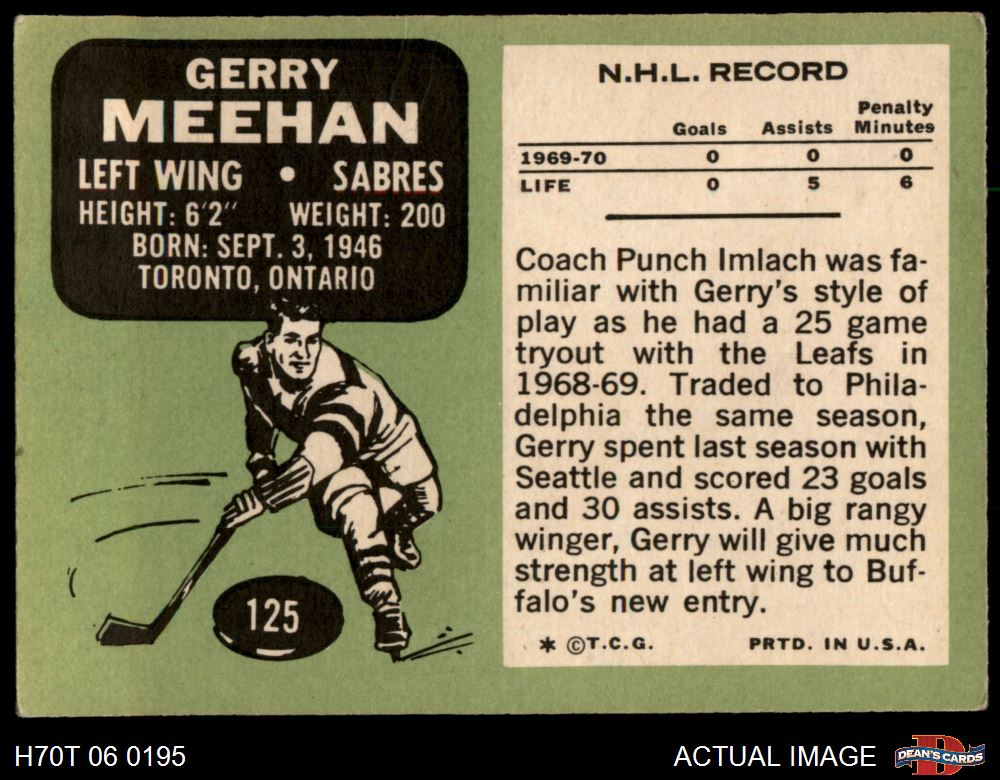 GERRY
MEEHAN
LEFT WING • SABRES
HEIGHT: 6'2" WEIGHT: 200
BORN: SEPT. 3, 1946
TORONTO, ONTARIO
125
N.H.L. RECORD
Goals Assists Penalty Minutes
1969-70 0 0 0
LIFE 0 5 6
Coach Punch Imlach was fa-
miliar with Gerry's style of
play as he had a 25 game
tryout with the Leafs in
1968-69. Traded to Phila-
delphia the same season,
Gerry spent last season with
Seattle and scored 23 goals
and 30 assists. A big rangy
winger, Gerry will give much
strength at left wing to Buf-
falo's new entry.
* ©T.C.G. PRTD. IN U.S.A.
H70T 06 0195 ACTUAL IMAGE
D
DEAN'S CARDS